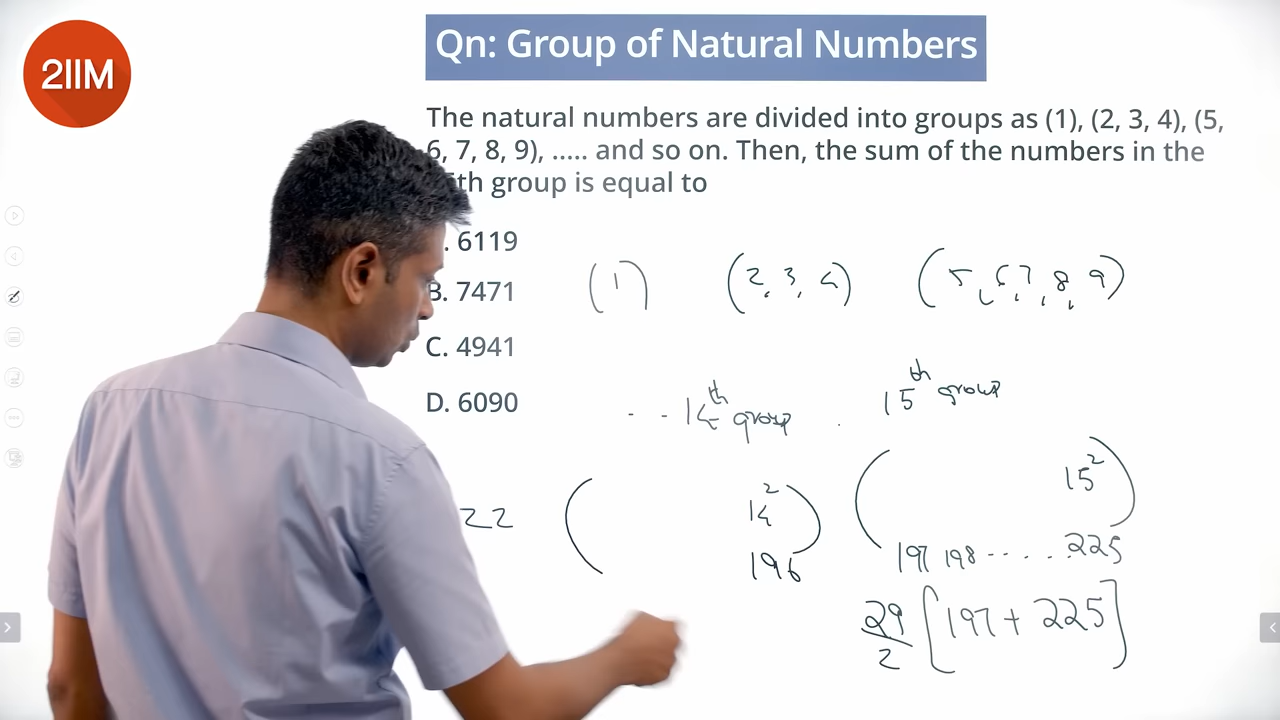 2IIM
Qn: Group of Natural Numbers
The natural numbers are divided into groups as (1), (2, 3, 4), (5,
6, 7, 8, 9), ..... and so on. Then, the sum of the numbers in the
5th group is equal to
. 6119
B. 7471
C. 4941
D. 6090
(1) (2, 3, 4) (5, 6, 7, 8, 9)
- - 14th group . 15th group
( 14² ) ( 15² )
22
196 197 198 - - . . . . 225
29/2 [197 + 225]